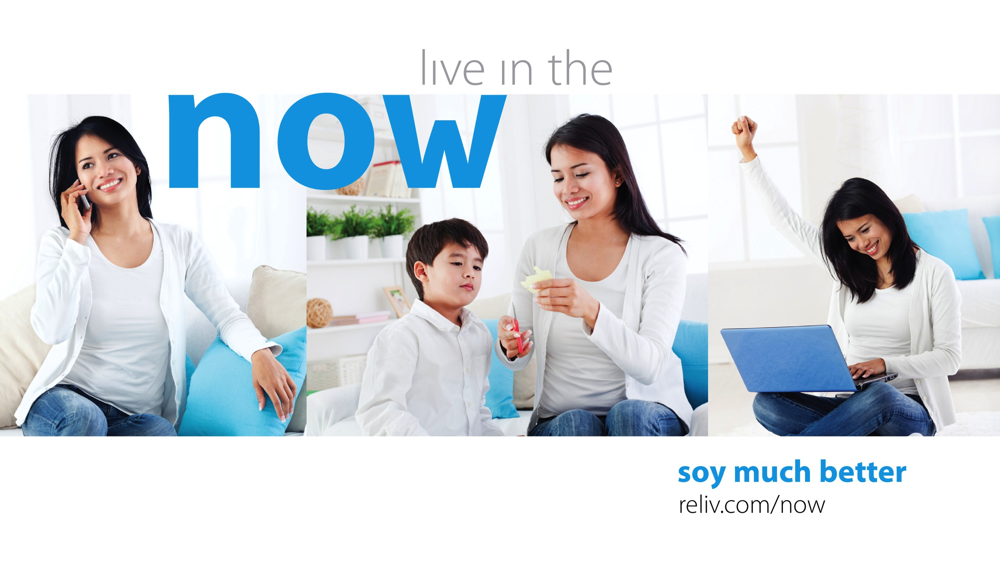 live in the
now
soy much better
reliv.com/now